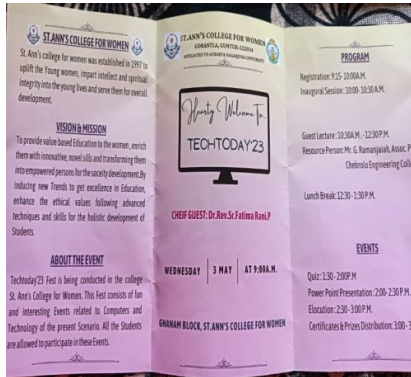 ST.ANN'S COLLEGE FOR WOMEN
St. Ann's college for women was established in 1997 to
uplift the Young women, impart intellect and spiritual
integrity into the young lives and serve them for overall
development.
VISION & MISSION
To provide value based Education to the women, enrich
them with innovative, novel sills and transforming them
into empowered persons for the soceity development.By
inducing new Trends to get excellence in Education,
enhance the ethical values following advanced
techniques and skills for the holistic development of
Students.
ABOUT THE EVENT
Techtoday'23 Fest is being conducted in the college
St. Ann's College for Women. This Fest consists of fun
and interesting Events related to Computers and
Technology of the present Scenario. All the Students
are allowed to participate in these Events.
ST.ANN'S COLLEGE FOR WOMEN
GORANTLA, GUNTUR-522034
AFFILIATED TO ACHARYA NAGARJUNA UNIVERSITY
Hearty Welcome To..
TECHTODAY'23
CHEIF GUEST: Dr.Rev.Sr.Fatima Rani.P
WEDNESDAY 3 MAY AT 9:00A.M.
GNANAM BLOCK, ST.ANN'S COLLEGE FOR WOMEN
PROGRAM
Registration: 9:15-10:00A.M.
Inaugural Session: 10:00-10:30A.M.
Guest Lecture : 10:30A.M. -12:30P.M.
Resource Person: Mr. G. Ramanjaiah, Assoc. P
Chebrolu Engineering Coll
Lunch Break: 12:30-1:30 P.M.
EVENTS
Quiz: 1:30 -2:00P.M
Power Point Presentation : 2:00-2:30 P.M.
Elocution : 2:30 -3:00 P.M.
Certificates & Prizes Distribution: 3:00 - 3